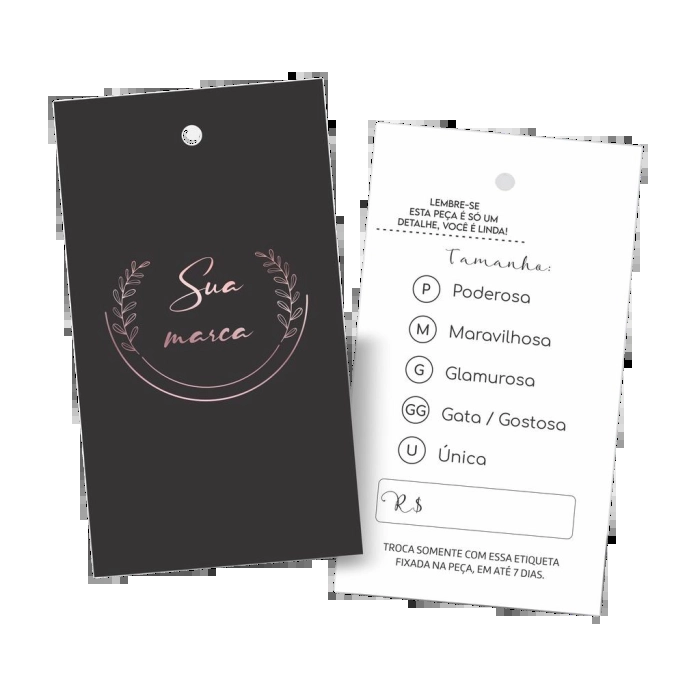 Sua
marca
LEMBRE-SE
ESTA PEÇA É SÓ UM
DETALHE, VOCÊ É LINDA!
Tamanho:
P Poderosa
M Maravilhosa
G Glamurosa
GG Gata / Gostosa
U Única
R$
TROCA SOMENTE COM ESSA ETIQUETA
FIXADA NA PEÇA, EM ATÉ 7 DIAS.